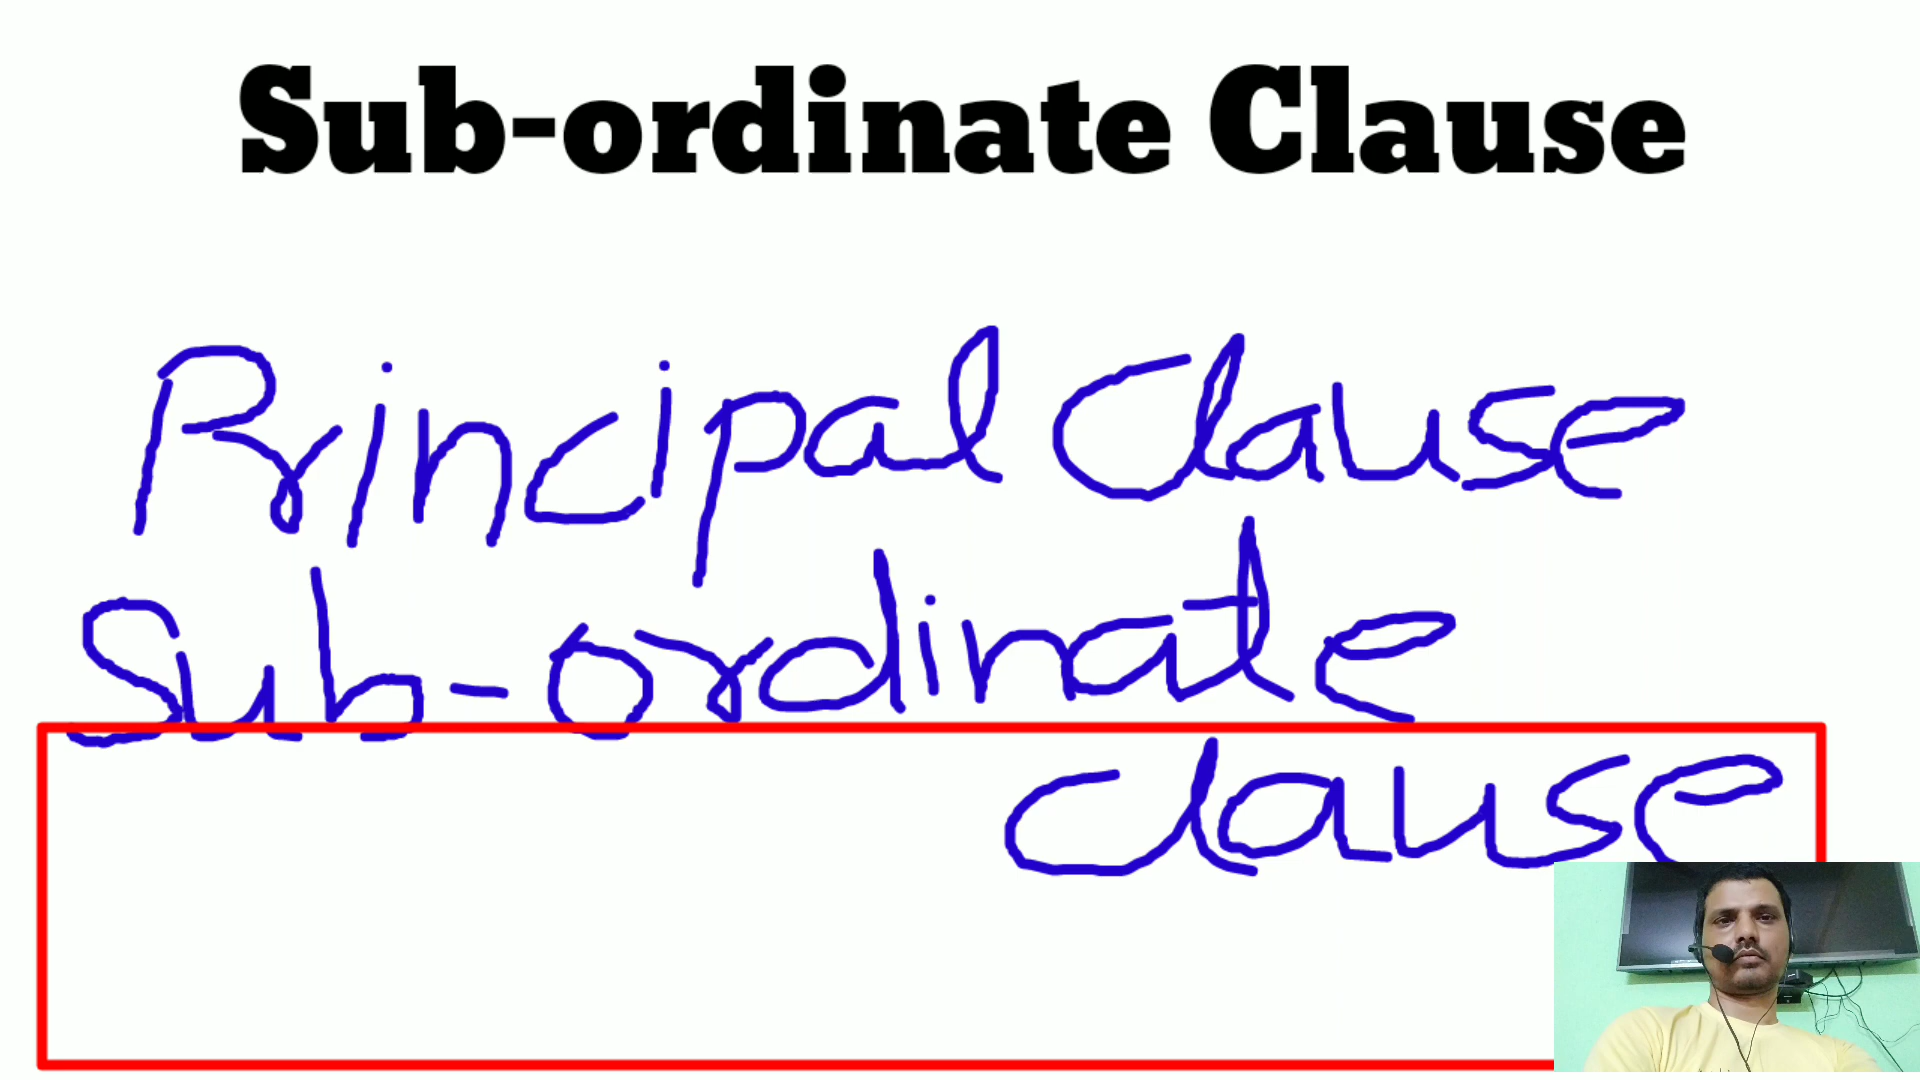 Sub-ordinate Clause
Principal Clause
Sub-ordinate
clause